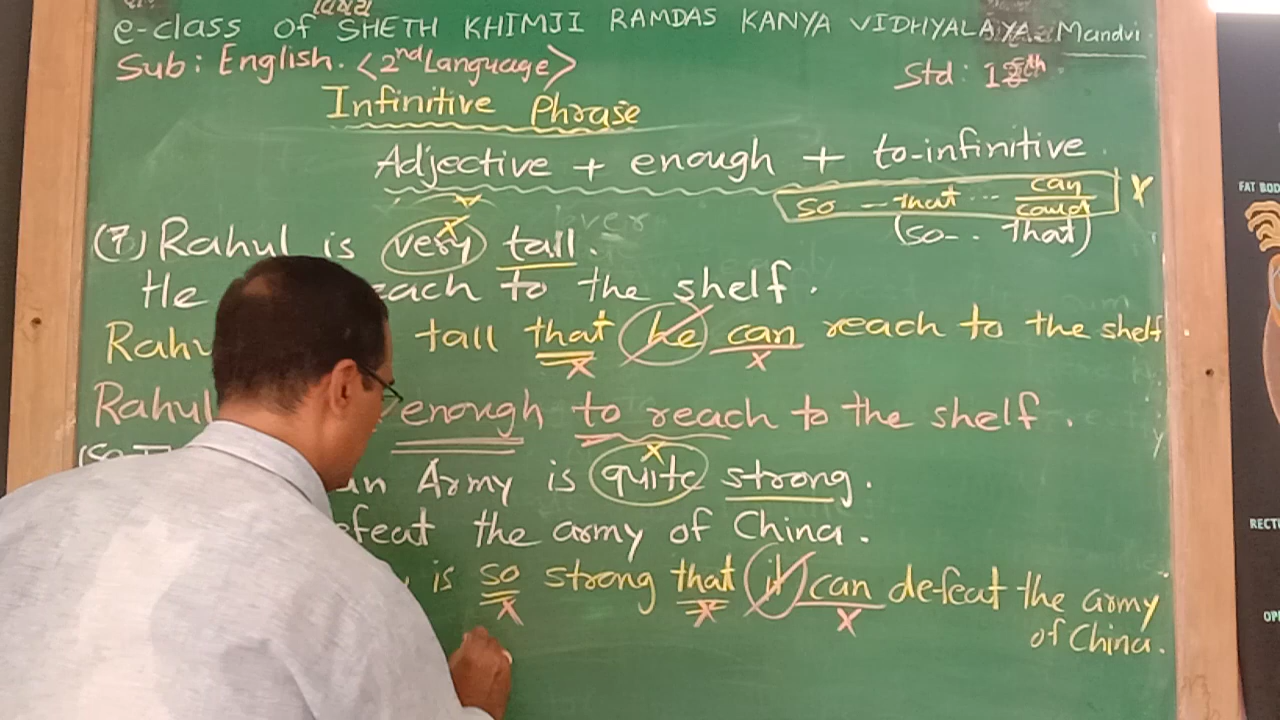 e-class of SHETH KHIMJI RAMDAS KANYA VIDHYALAYA - Mandvi.
Sub: English. <2nd Language>
Std:
Infinitive Phrase
Adjective + enough + to-infinitive.
so --- that --- can
could
(so-.. that)
(7) Rahul is very tall.
He each to the shelf.
Rahu tall that he can reach to the shelf.
Rahul enough to reach to the shelf.
an Army is quite strong.
efeat the army of China.
is so strong that it can defeat the army
of China.
FAT BOD
RECT